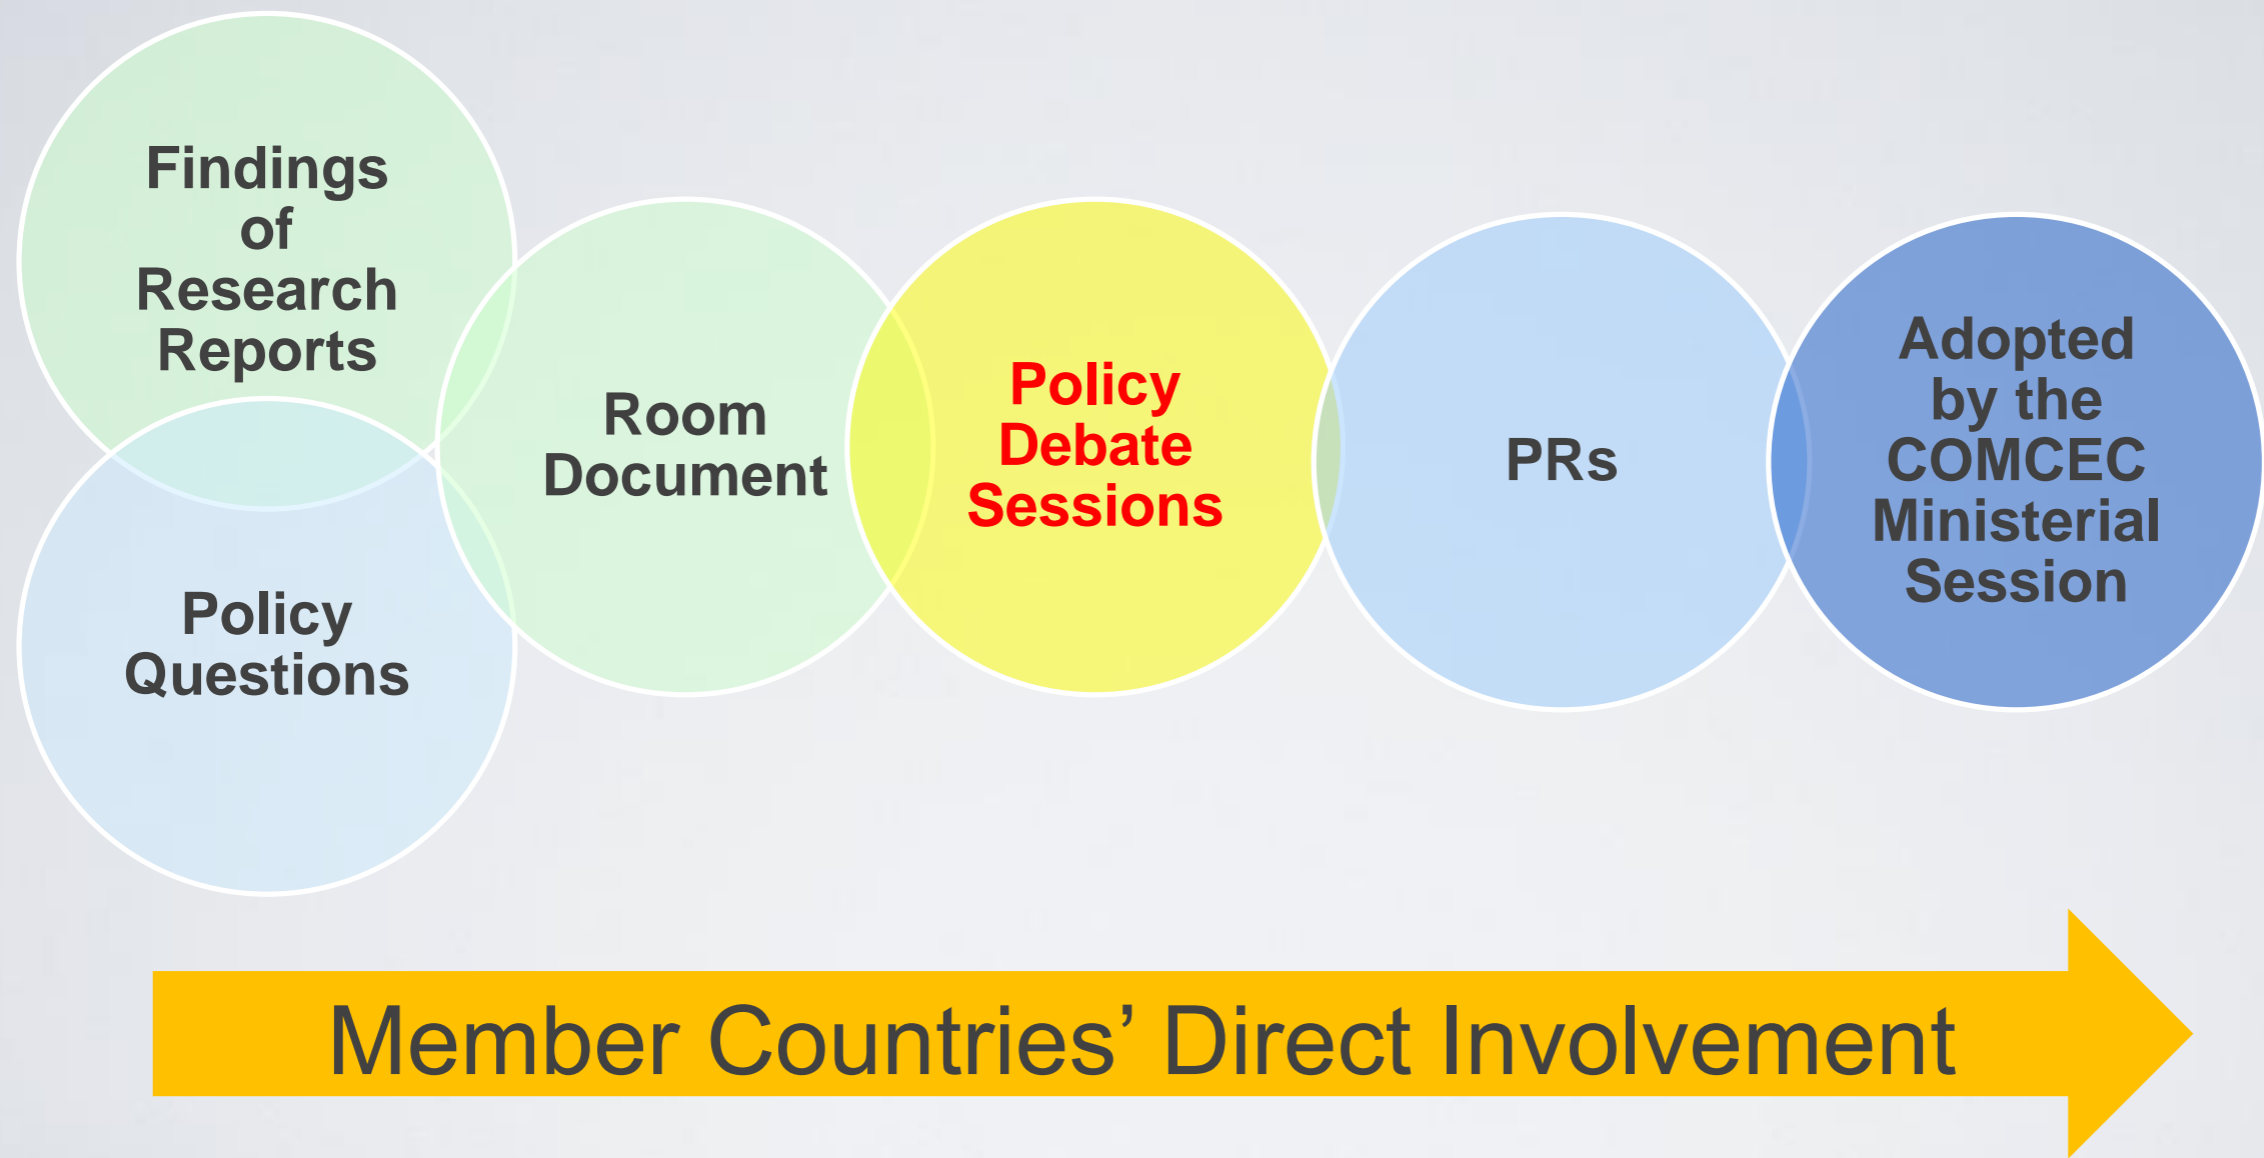 Findings
of
Research
Reports
Policy
Questions
Room
Document
Policy
Debate
Sessions
PRs
Adopted
by the
COMCEC
Ministerial
Session
Member Countries’ Direct Involvement